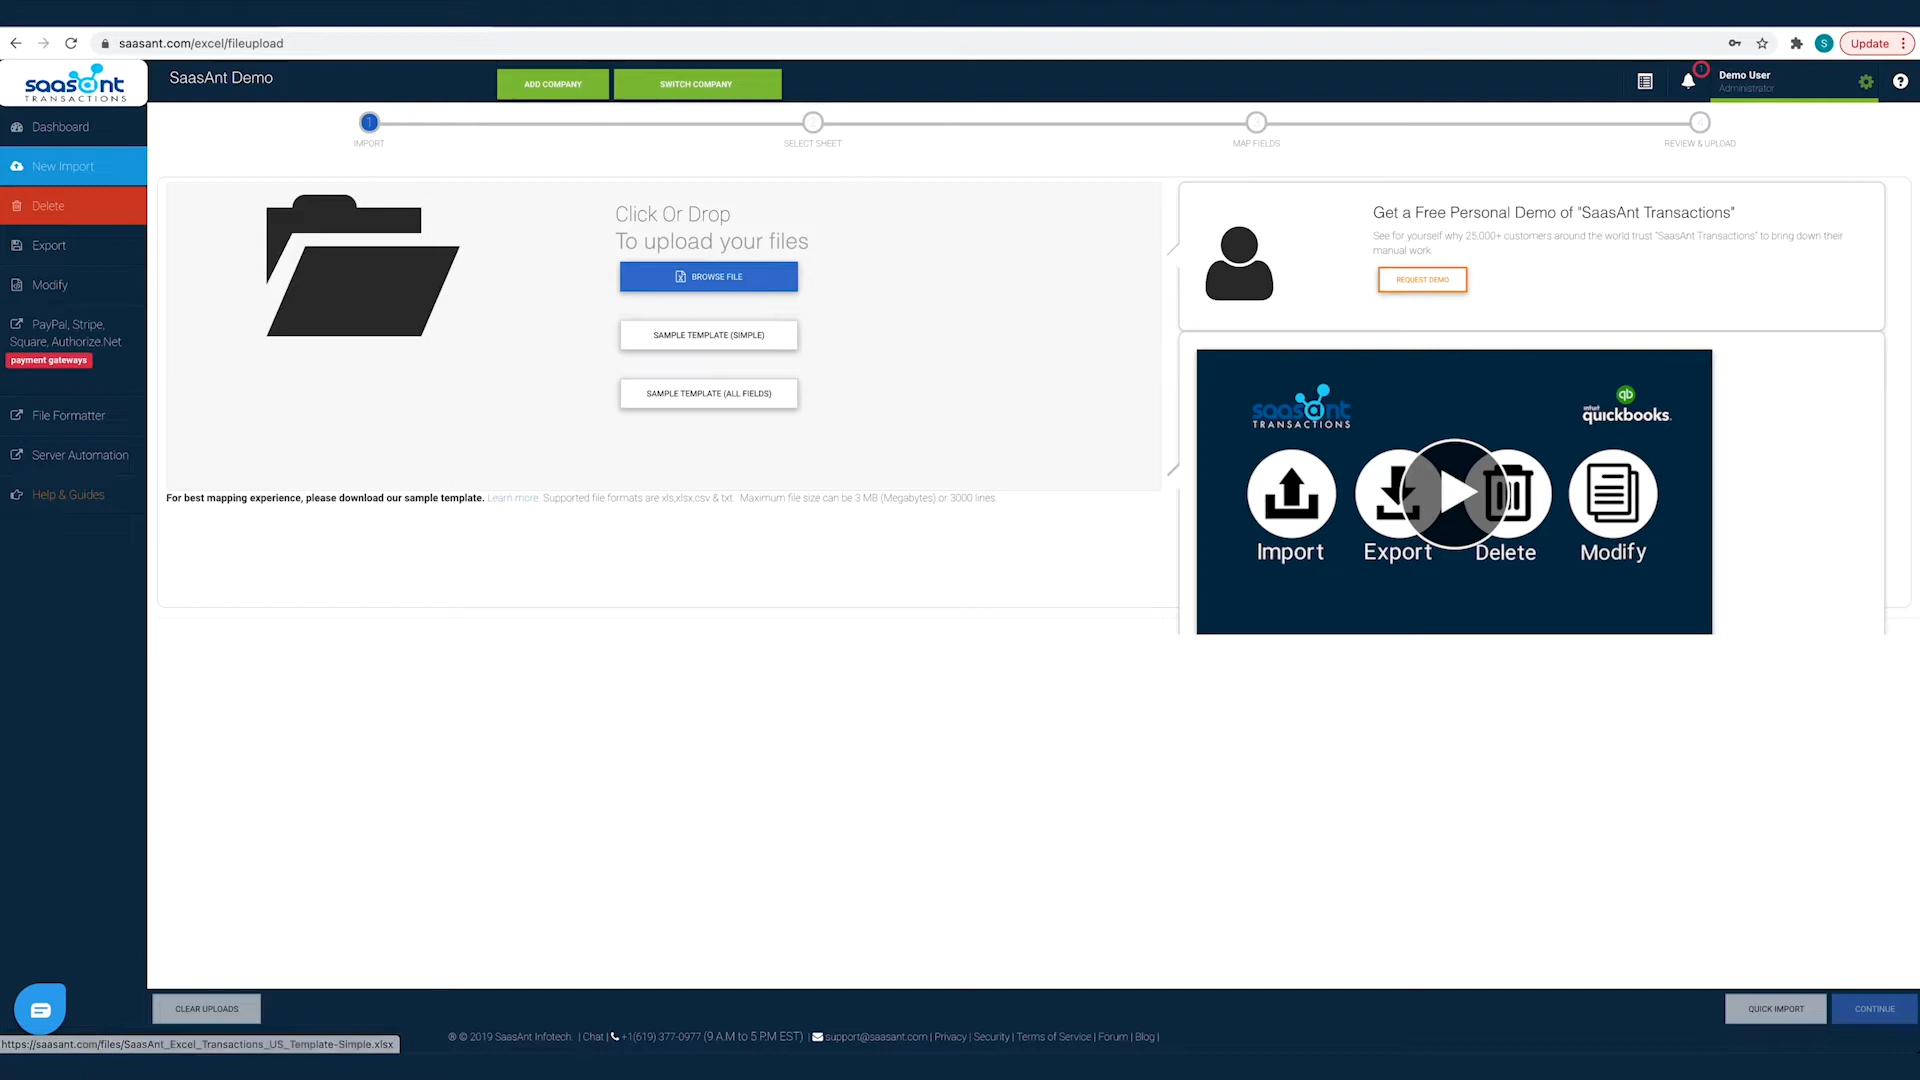 saasant.com/excel/fileupload
S
Update
saasant
TRANSACTIONS
SaasAnt Demo
ADD COMPANY
SWITCH COMPANY
1
Demo User
Administrator
Dashboard
New Import
Delete
Export
Modify
PayPal, Stripe,
Square, Authorize.Net
payment gateways
File Formatter
Server Automation
Help & Guides
1
2
3
4
IMPORT
SELECT SHEET
MAP FIELDS
REVIEW & UPLOAD
Click Or Drop
To upload your files
BROWSE FILE
SAMPLE TEMPLATE (SIMPLE)
SAMPLE TEMPLATE (ALL FIELDS)
For best mapping experience, please download our sample template. Learn more. Supported file formats are xls,xlsx,csv & txt. Maximum file size can be 3 MB (Megabytes) or 3000 lines.
Get a Free Personal Demo of "SaasAnt Transactions"
See for yourself why 25,000+ customers around the world trust "SaasAnt Transactions" to bring down their
manual work
REQUEST DEMO
saasant
TRANSACTIONS
qb
intuit
quickbooks.
Import
Export
Delete
Modify
CLEAR UPLOADS
QUICK IMPORT
CONTINUE
® © 2019 SaasAnt Infotech. | Chat | +1(619) 377-0977 (9 A.M to 5 P.M EST) | support@saasant.com | Privacy | Security | Terms of Service | Forum | Blog |
https://saasant.com/files/SaasAnt_Excel_Transactions_US_Template-Simple.xlsx